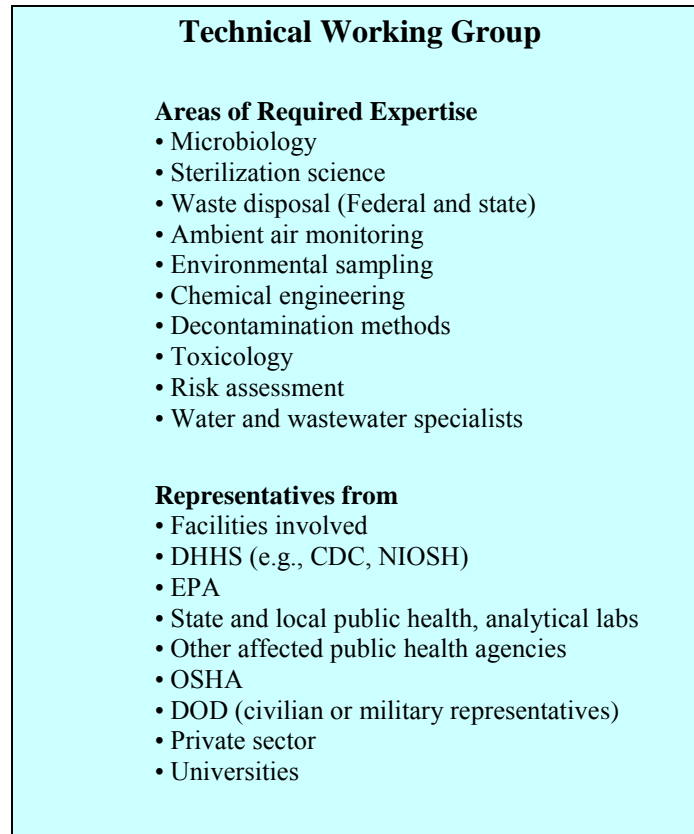 Technical Working Group
Areas of Required Expertise
• Microbiology
• Sterilization science
• Waste disposal (Federal and state)
• Ambient air monitoring
• Environmental sampling
• Chemical engineering
• Decontamination methods
• Toxicology
• Risk assessment
• Water and wastewater specialists
Representatives from
• Facilities involved
• DHHS (e.g., CDC, NIOSH)
• EPA
• State and local public health, analytical labs
• Other affected public health agencies
• OSHA
• DOD (civilian or military representatives)
• Private sector
• Universities